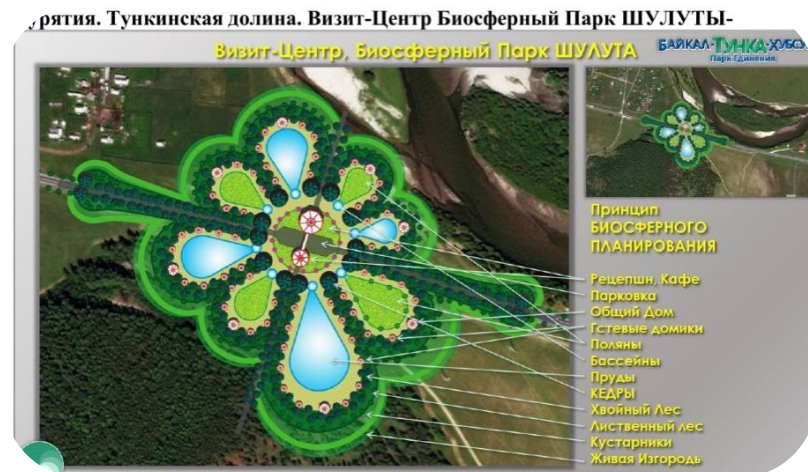 урятия. Тункинская долина. Визит-Центр Биосферный Парк ШУЛУТЫ-
Визит-Центр, Биосферный Парк ШУЛУТА
БАЙКАЛ-ТУНКА-ХУБСУ
Парк Единения
Принцип
БИОСФЕРНОГО
ПЛАНИРОВАНИЯ
Рецепшн, Кафе
Парковка
Общий Дом
Гстевые домики
Поляны
Бассейны
Пруды
КЕДРЫ
Хвойный Лес
Лиственный лес
Кустарники
Живая Изгородь